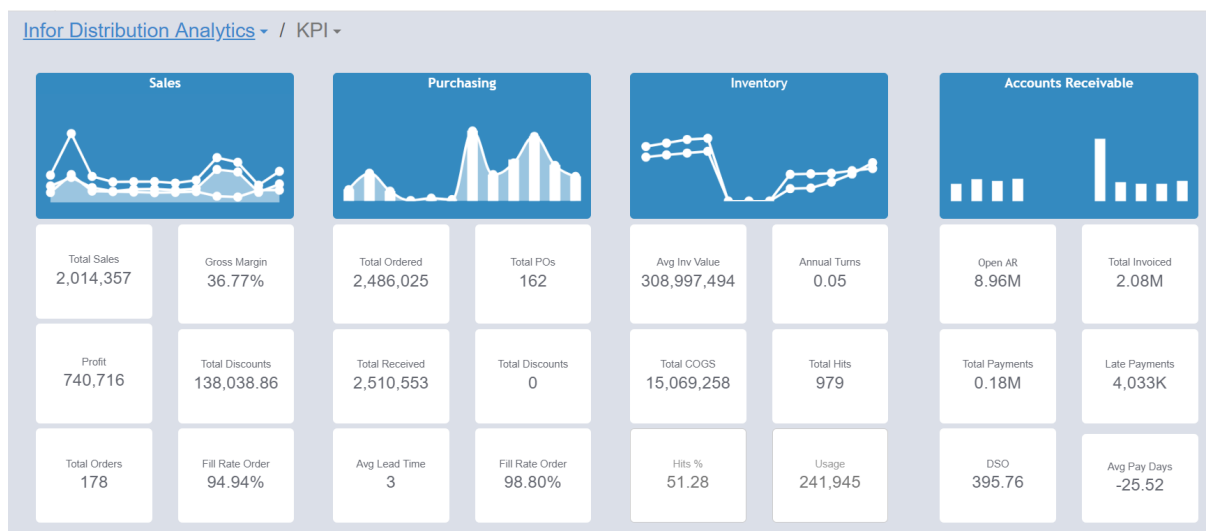 Infor Distribution Analytics / KPI
Sales
Total Sales
2,014,357
Gross Margin
36.77%
Profit
740,716
Total Discounts
138,038.86
Total Orders
178
Fill Rate Order
94.94%
Purchasing
Total Ordered
2,486,025
Total POs
162
Total Received
2,510,553
Total Discounts
0
Avg Lead Time
3
Fill Rate Order
98.80%
Inventory
Avg Inv Value
308,997,494
Annual Turns
0.05
Total COGS
15,069,258
Total Hits
979
Hits %
51.28
Usage
241,945
Accounts Receivable
Open AR
8.96M
Total Invoiced
2.08M
Total Payments
0.18M
Late Payments
4,033K
DSO
395.76
Avg Pay Days
-25.52